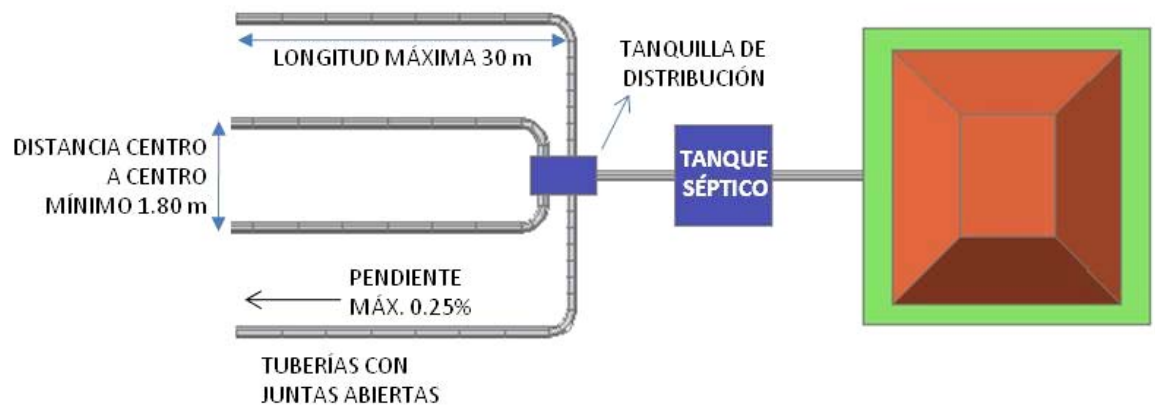 LONGITUD MÁXIMA 30 m
TANQUILLA DE
DISTRIBUCIÓN
DISTANCIA CENTRO
A CENTRO
MÍNIMO 1.80 m
TANQUE
SÉPTICO
PENDIENTE
MÁX. 0.25%
TUBERÍAS CON
JUNTAS ABIERTAS